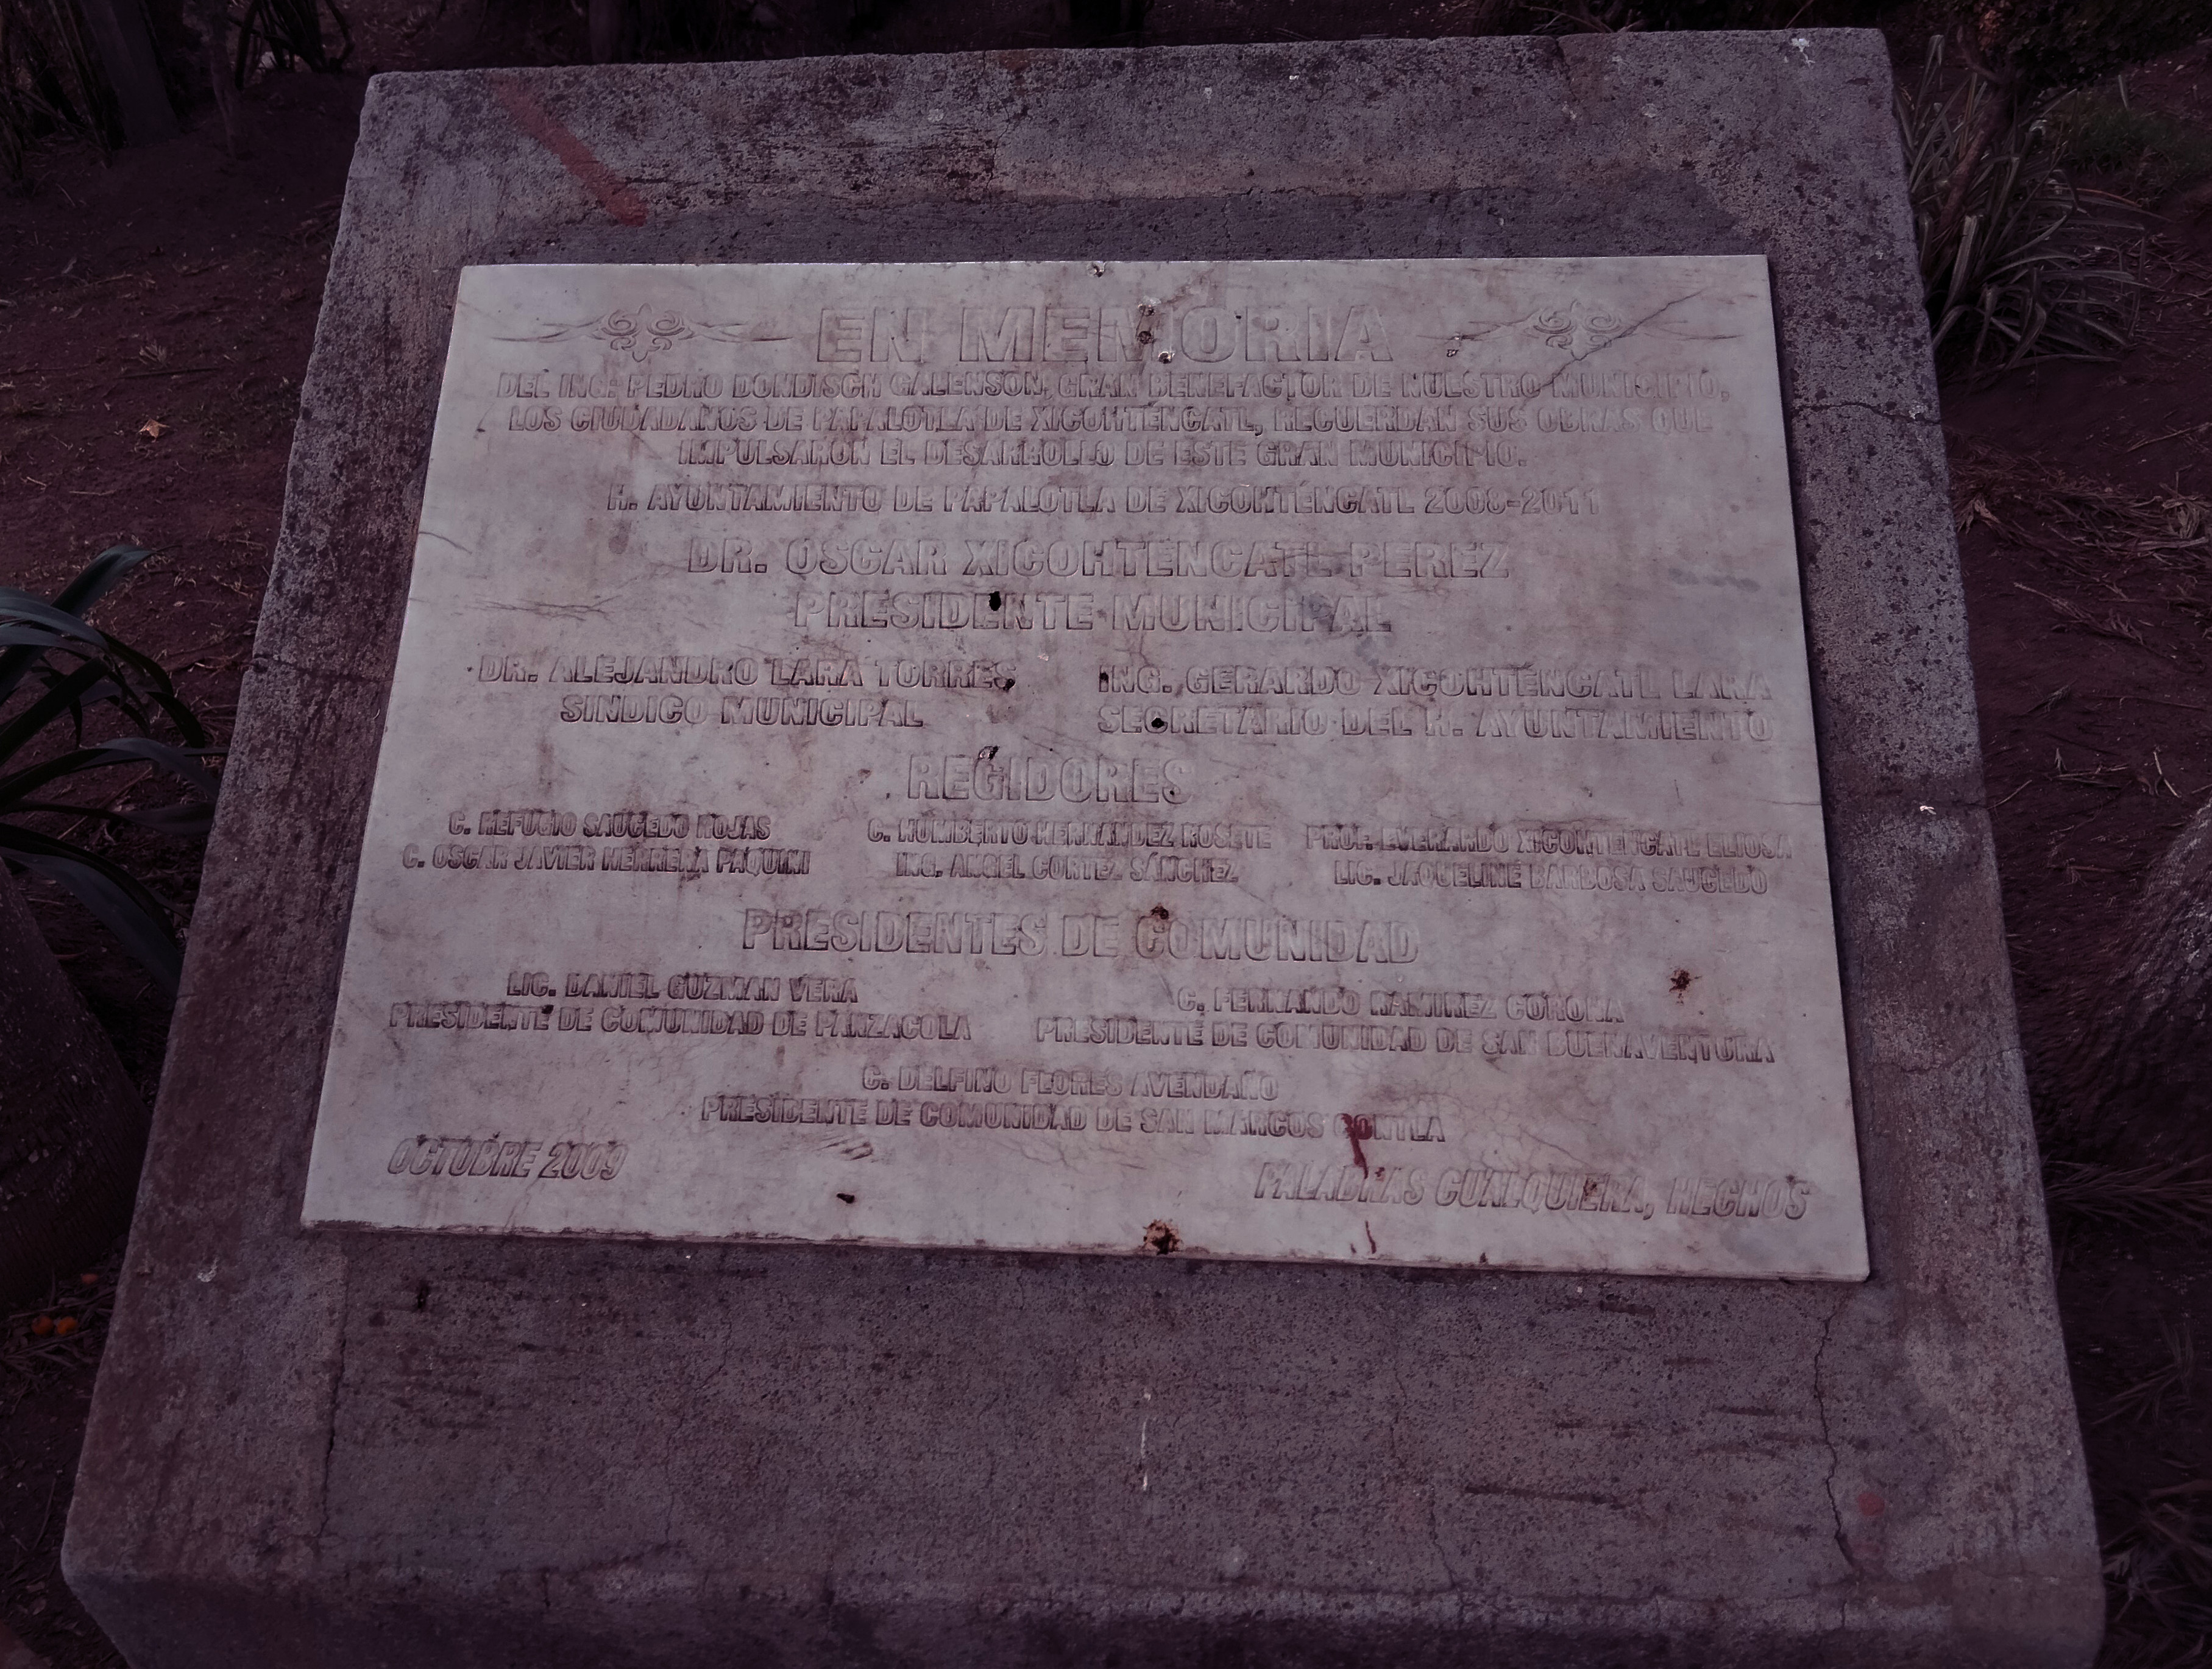 EN MEMORIA
DEL ING. PEDRO DONDISCH GALENSON, GRAN BENEFACTOR DE NUESTRO MUNICIPIO,
LOS CIUDADANOS DE PAPALOTLA DE XICOHTÉNCATL, RECUERDAN SUS OBRAS QUE
IMPULSARON EL DESARROLLO DE ESTE GRAN MUNICIPIO.
H. AYUNTAMIENTO DE PAPALOTLA DE XICOHTÉNCATL 2008-2011
DR. OSCAR XICOHTENCATL PEREZ
PRESIDENTE MUNICIPAL
DR. ALEJANDRO LARA TORRES
SINDICO MUNICIPAL
ING. GERARDO XICOHTÉNCATL LARA
SECRETARIO DEL H. AYUNTAMIENTO
REGIDORES
C. REFUGIO SAUCEDO ROJAS
C. OSCAR JAVIER HERRERA PAQUINI
C. HUMBERTO HERNANDEZ ROSETE
ING. ANGEL CORTEZ SÁNCHEZ
PROF. EVERARDO XICOHTENCATL ELIOSA
LIC. JAQUELINE BARBOSA SAUCEDO
PRESIDENTES DE COMUNIDAD
LIC. DANIEL GUZMAN VERA
PRESIDENTE DE COMUNIDAD DE PANZACOLA
C. FERNANDO RAMIREZ CORONA
PRESIDENTE DE COMUNIDAD DE SAN BUENAVENTURA
C. DELFINO FLORES AVENDAÑO
PRESIDENTE DE COMUNIDAD DE SAN MARCOS CONTLA
OCTUBRE 2009
PALABRAS CUALQUIERA, HECHOS